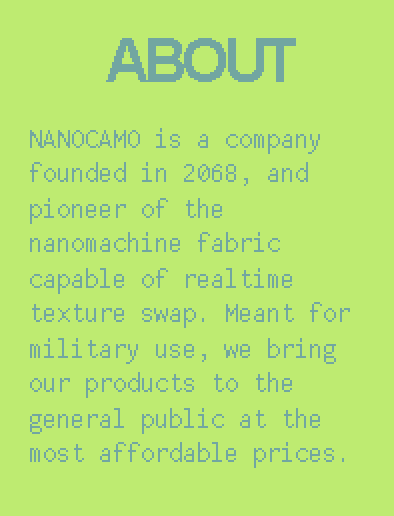 ABOUT
NANOCAMO is a company
founded in 2068, and
pioneer of the
nanomachine fabric
capable of realtime
texture swap. Meant for
military use, we bring
our products to the
general public at the
most affordable prices.